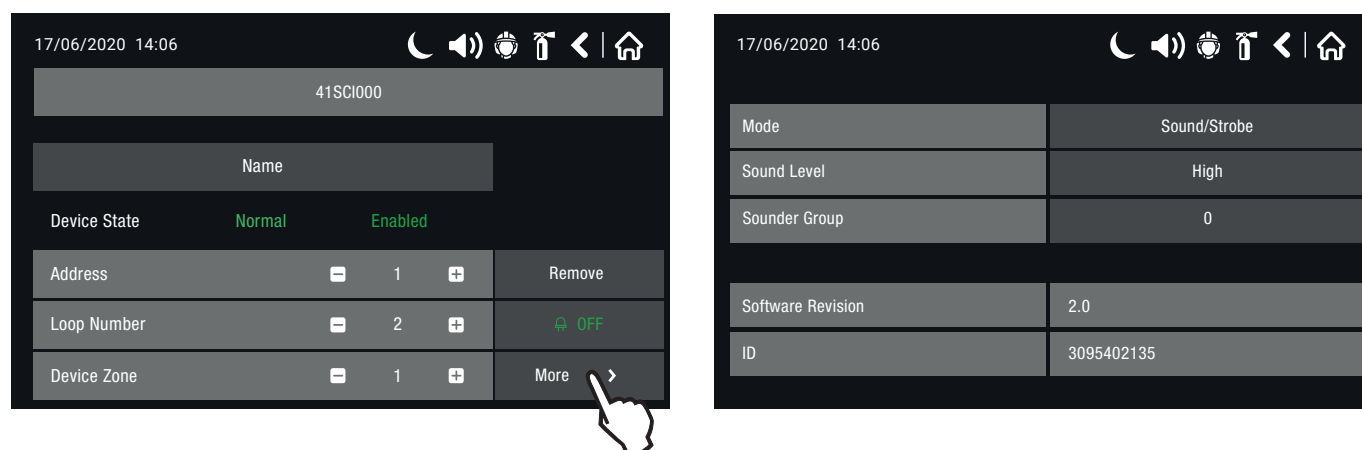 17/06/2020 14:06
41SCI000
Name
Device State Normal Enabled
Address 1 Remove
Loop Number 2 OFF
Device Zone 1 More
17/06/2020 14:06
Mode Sound/Strobe
Sound Level High
Sounder Group 0
Software Revision 2.0
ID 3095402135